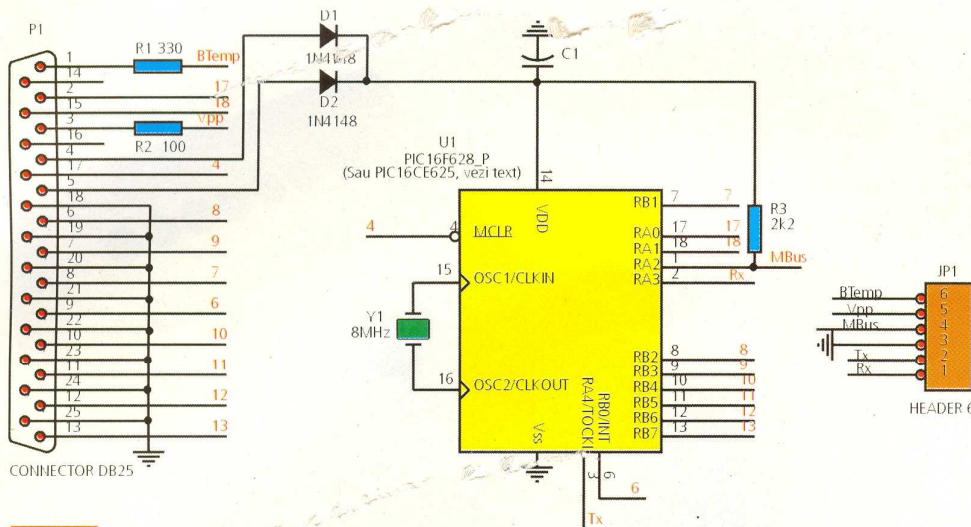 P1
1
14
2
15
3
16
4
17
5
18
6
19
7
20
8
21
9
22
10
23
11
24
12
25
13
R1 330
BTemp
17
18
Vpp
R2 100
4
8
9
7
6
10
11
12
13
CONNECTOR DB25
D1
1N4148
D2
1N4148
C1
U1
PIC16F628_P
(Sau PIC16CE625, vezi text)
14
VDD
4
4
MCLR
15
OSC1/CLKIN
Y1
8MHz
16
OSC2/CLKOUT
Vss
RA4/TOCKI
RB0/INT
3
6
6
Tx
RB1 7 7
RA0 17 17
RA1 18 18
RA2 1 MBus
RA3 2 Rx
R3
2k2
RB2 8 8
RB3 9 9
RB4 10 10
RB5 11 11
RB6 12 12
RB7 13 13
JP1
BTemp 6
Vpp 5
MBus 4
3
Tx 2
Rx 1
HEADER 6